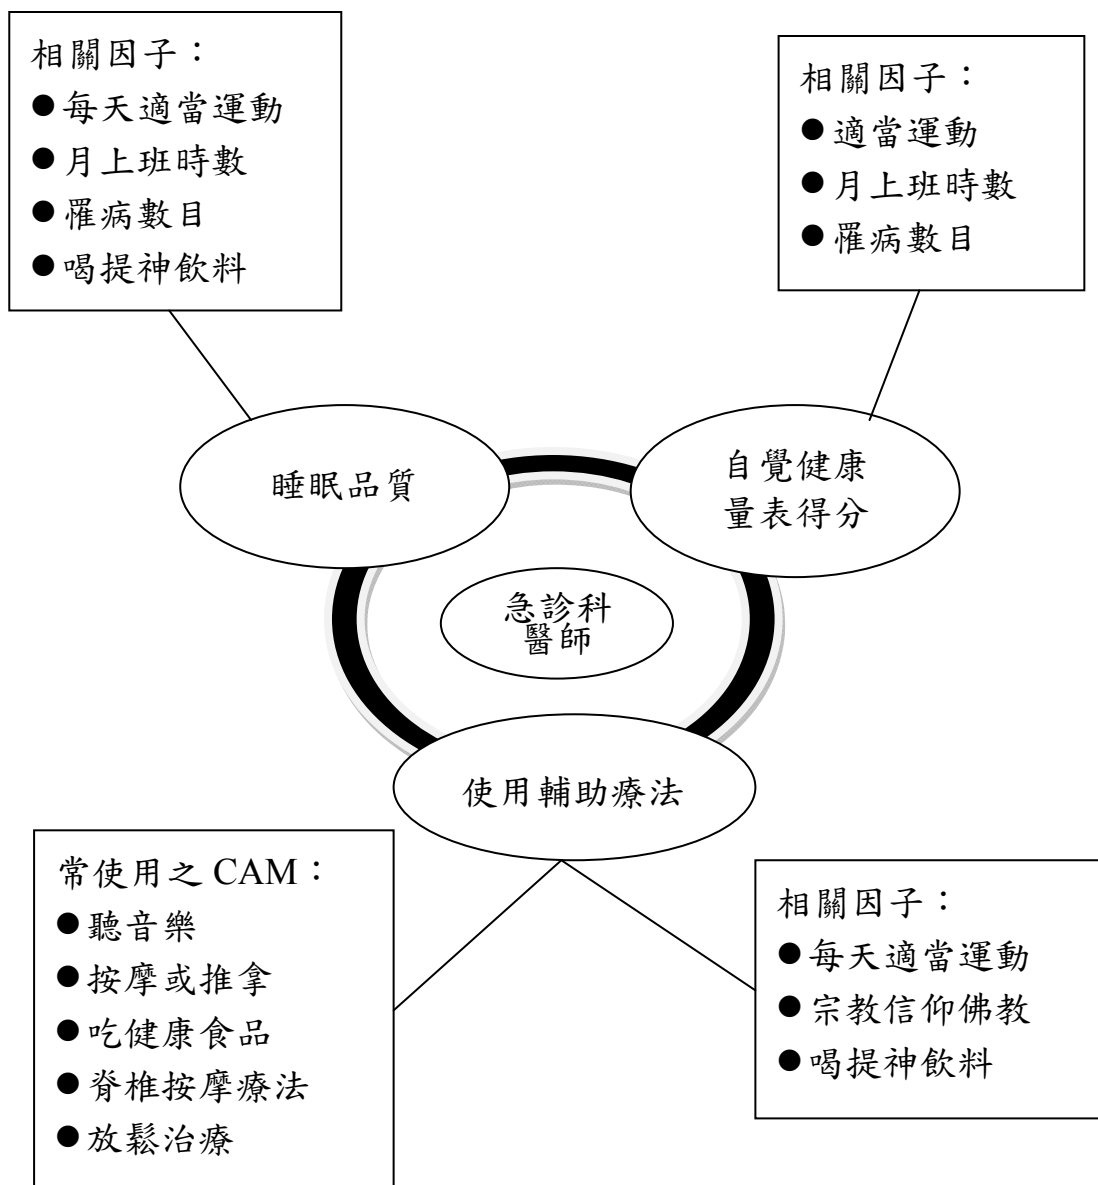 相關因子：
●每天適當運動
●月上班時數
●罹病數目
●喝提神飲料
相關因子：
●適當運動
●月上班時數
●罹病數目
睡眠品質
自覺健康
量表得分
急診科
醫師
使用輔助療法
常使用之 CAM：
●聽音樂
●按摩或推拿
●吃健康食品
●脊椎按摩療法
●放鬆治療
相關因子：
●每天適當運動
●宗教信仰佛教
●喝提神飲料